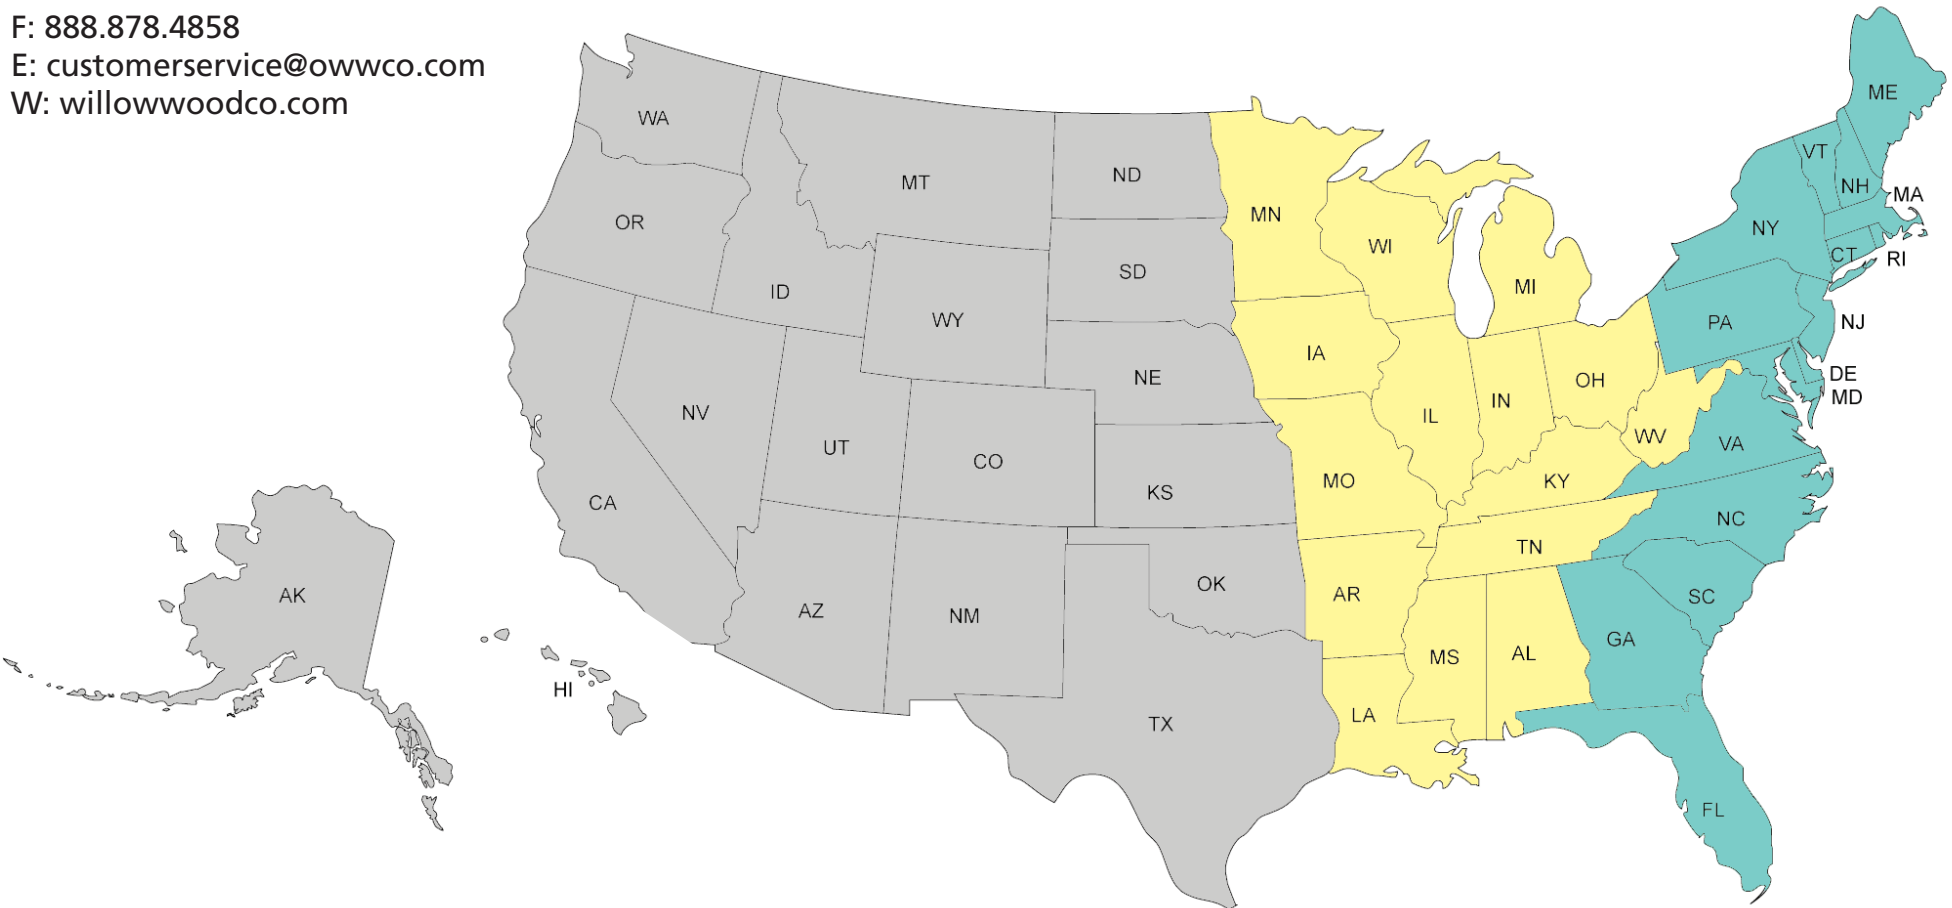 F: 888.878.4858
E: customerservice@owwco.com
W: willowwoodco.com
ME
WA
VT
MT
ND
NH
MA
MN
OR
NY
WI
CT
RI
SD
MI
ID
WY
PA
NJ
IA
NE
DE
OH
MD
IN
NV
IL
WV
VA
UT
CO
MO
KY
KS
CA
NC
TN
OK
AK
AR
SC
AZ
NM
GA
AL
MS
HI
LA
TX
FL